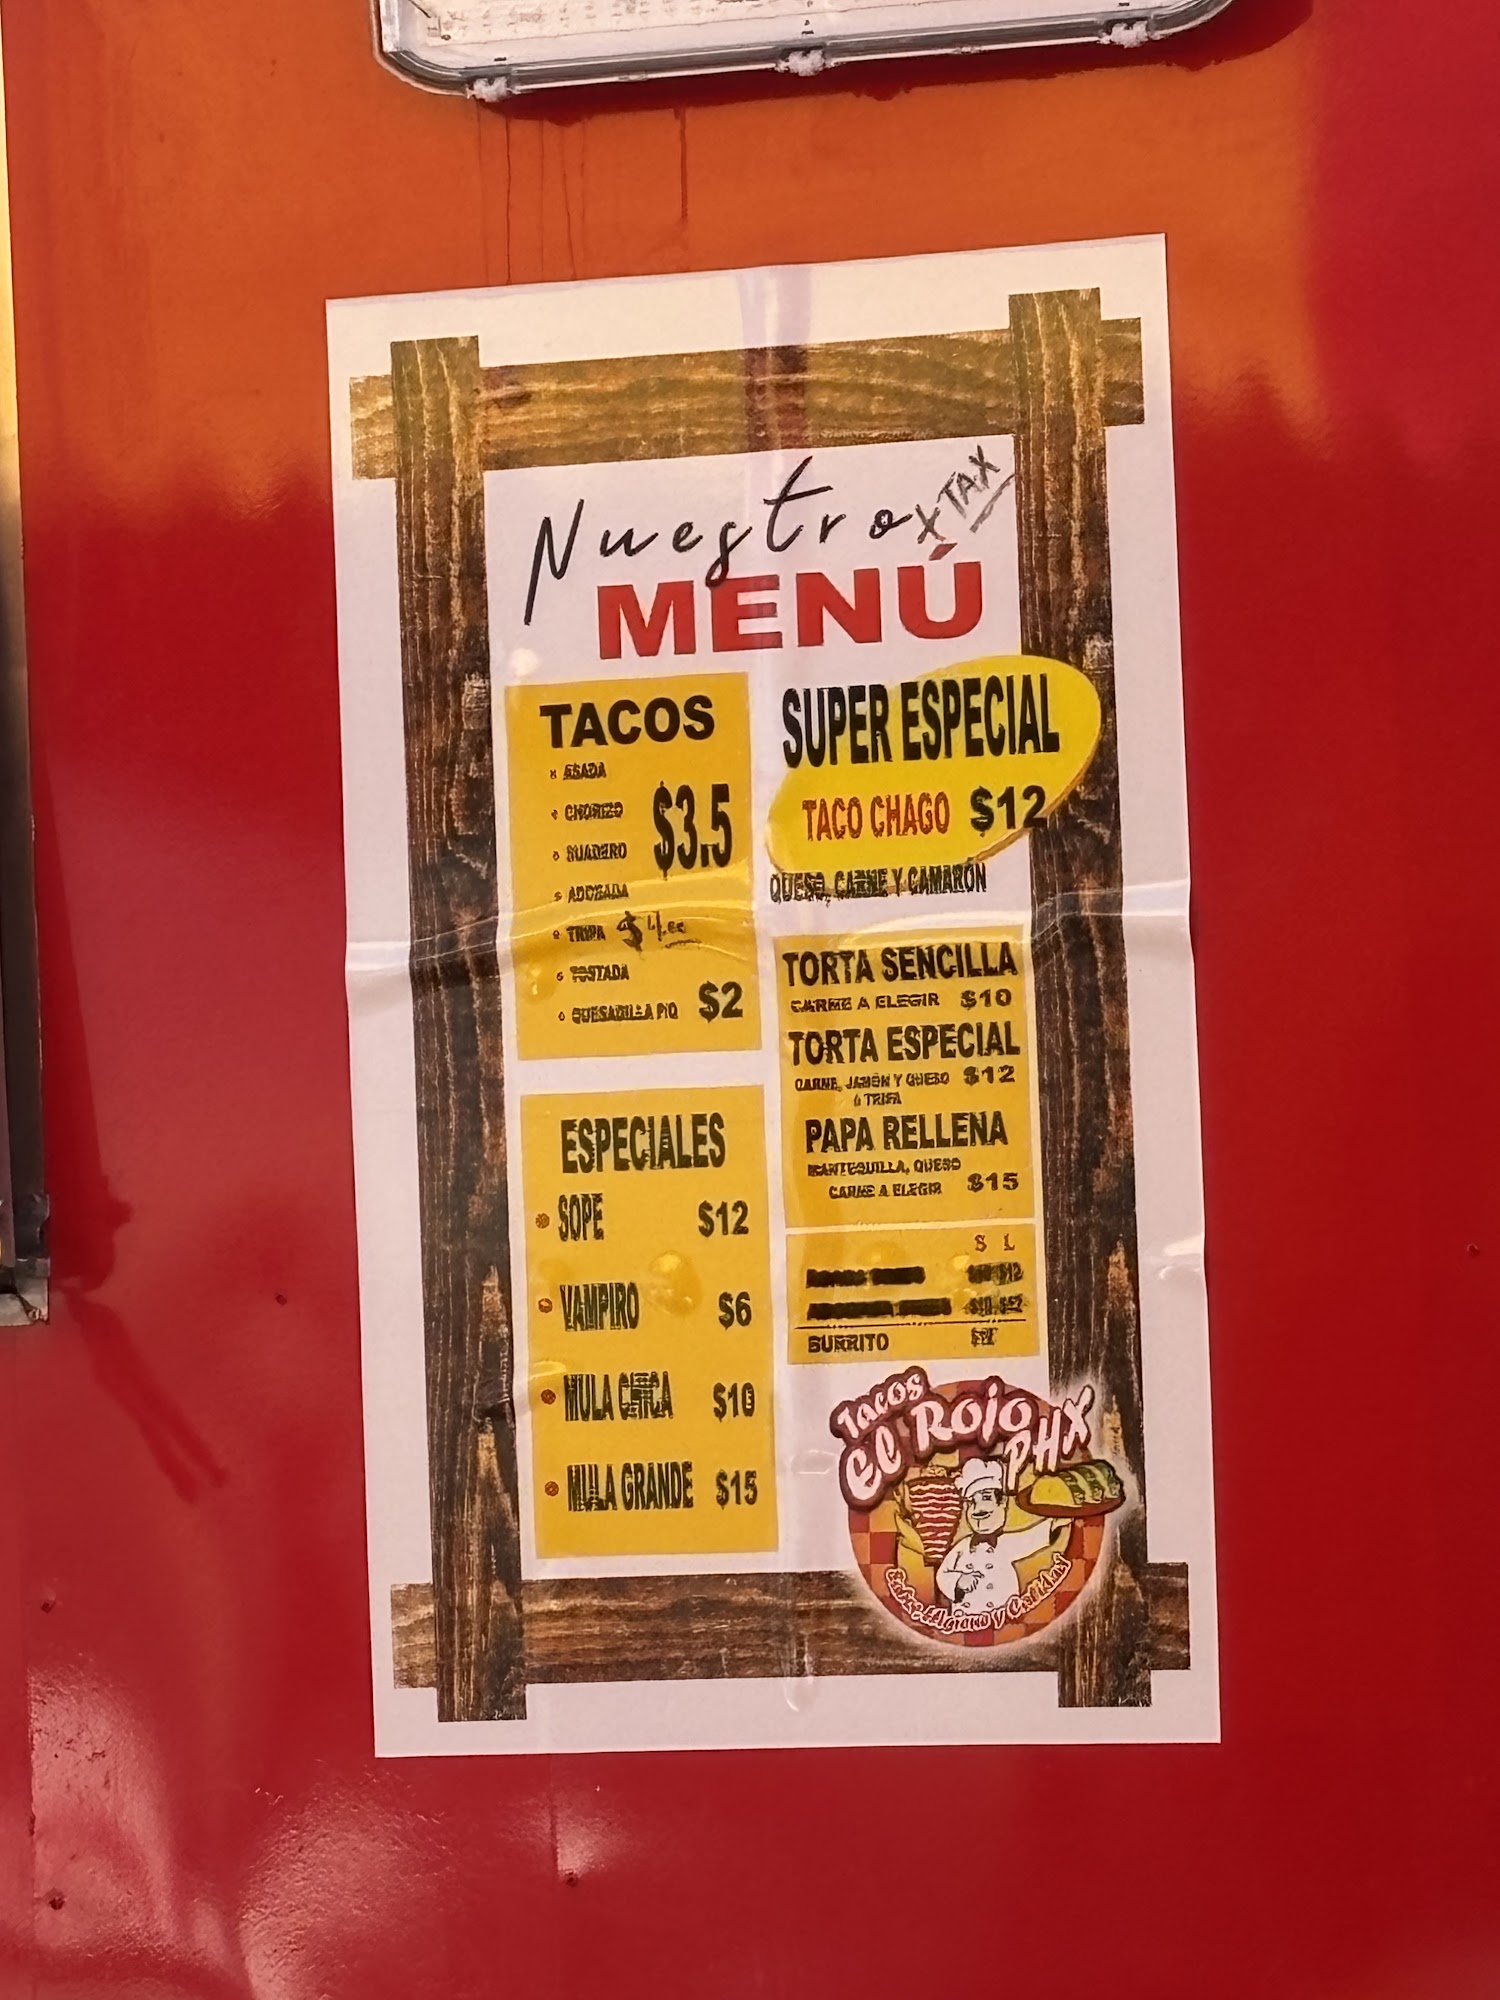 Nuestro x TAX
MENÚ
TACOS
ASADA
CHORIZO
$3.5
SUADERO
ADOBADA
TRIPA $4.00
TOSTADA
QUESADILLA P/Q $2
ESPECIALES
SOPE $12
VAMPIRO $6
MULA CHICA $10
MULA GRANDE $15
SUPER ESPECIAL
TACO CHAGO $12
QUESO, CARNE Y CAMARÓN
TORTA SENCILLA
CARNE A ELEGIR $10
TORTA ESPECIAL
CARNE, JAMÓN Y QUESO $12
ó TRIPA
PAPA RELLENA
MANTEQUILLA, QUESO
CARNE A ELEGIR $15
S L
BURRITO
Tacos
El Rojo
PHX